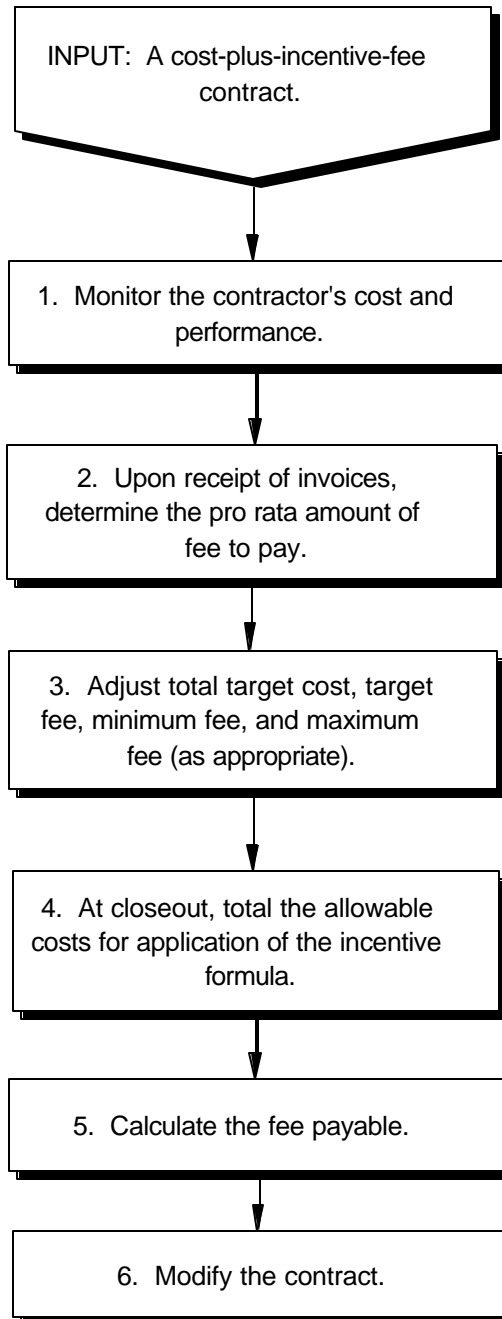 INPUT: A cost-plus-incentive-fee
contract.
1. Monitor the contractor's cost and
performance.
2. Upon receipt of invoices,
determine the pro rata amount of
fee to pay.
3. Adjust total target cost, target
fee, minimum fee, and maximum
fee (as appropriate).
4. At closeout, total the allowable
costs for application of the incentive
formula.
5. Calculate the fee payable.
6. Modify the contract.